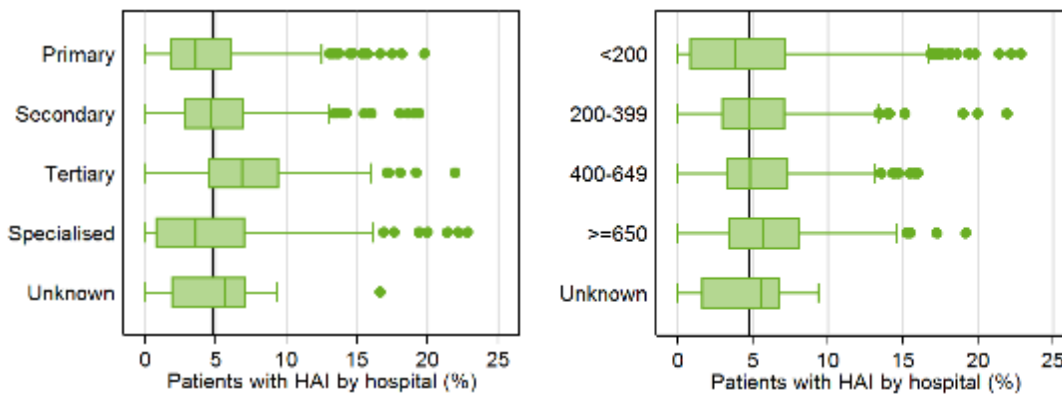 Primary
Secondary
Tertiary
Specialised
Unknown
0 5 10 15 20 25
Patients with HAI by hospital (%)
<200
200-399
400-649
>=650
Unknown
0 5 10 15 20 25
Patients with HAI by hospital (%)